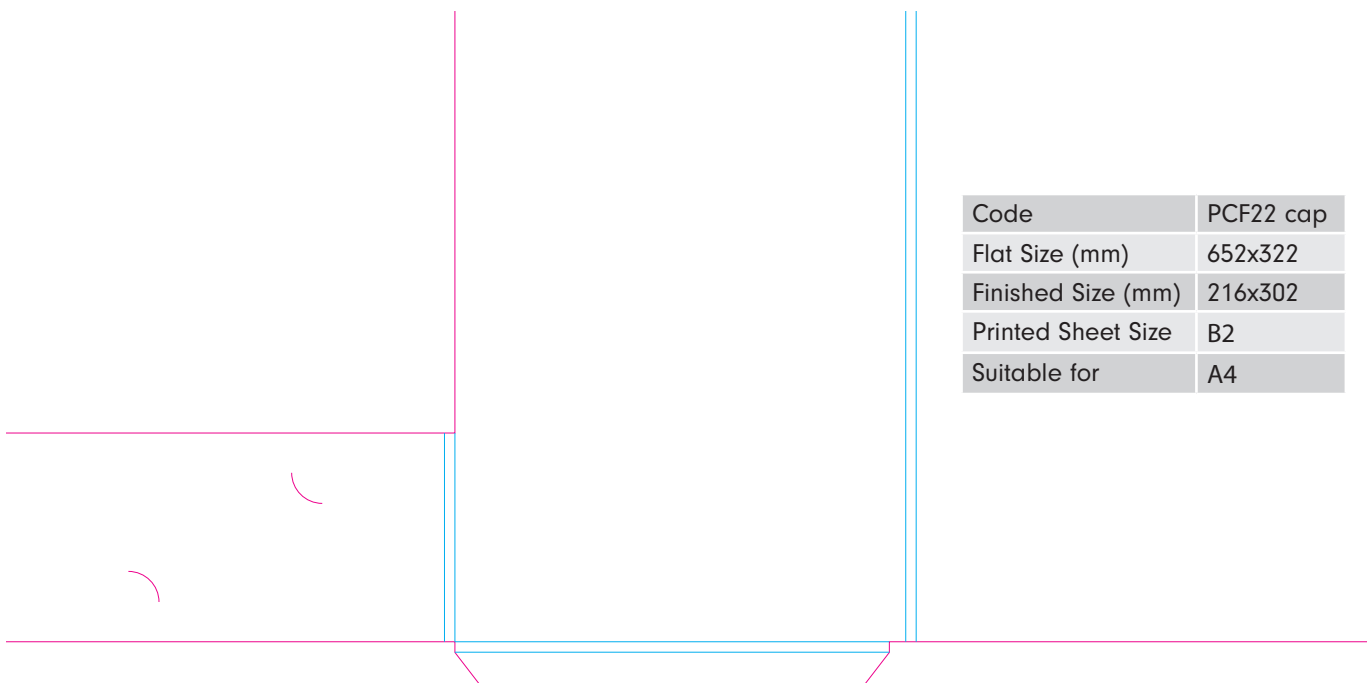 Code PCF22 cap
Flat Size (mm) 652x322
Finished Size (mm) 216x302
Printed Sheet Size B2
Suitable for A4